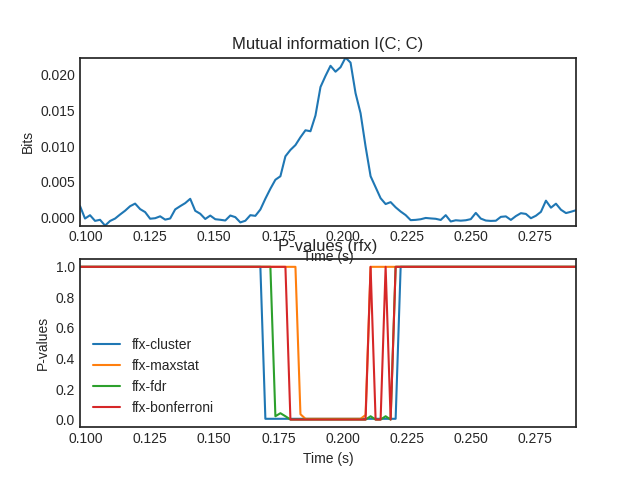 Mutual information I(C; C)
0.020
0.015
0.010
0.005
0.000
Bits
0.100 0.125 0.150 0.175 0.200 0.225 0.250 0.275
Time (s)
P-values (rfx)
1.0
0.8
0.6
0.4
0.2
0.0
P-values
ffx-cluster
ffx-maxstat
ffx-fdr
ffx-bonferroni
0.100 0.125 0.150 0.175 0.200 0.225 0.250 0.275
Time (s)